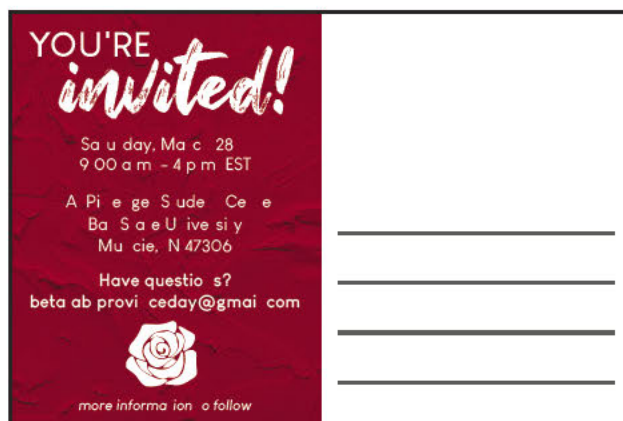 YOU'RE
invited!
Sa u day, Ma c 28
9 00 a m – 4 p m EST
A Pi e ge S ude Ce e
Ba S a e U ive si y
Mu cie, N 47306
Have questio s?
beta ab provi ceday@gmai com
more informa ion o follow